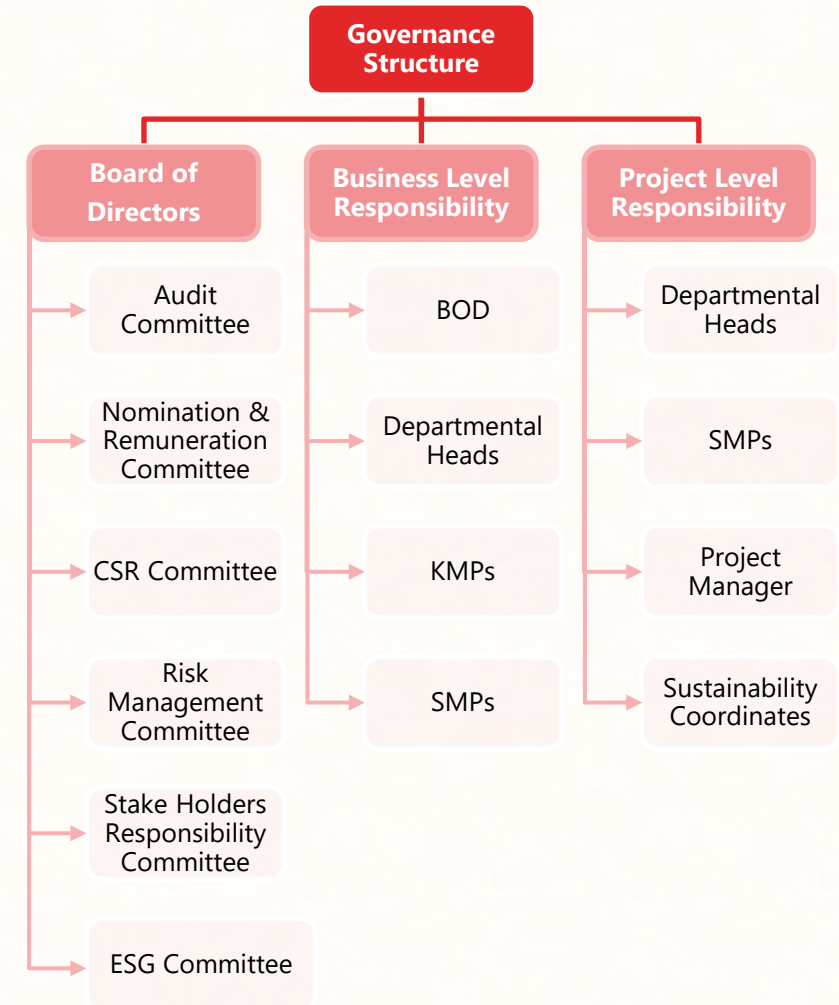 Governance
Structure
Board of
Directors
Audit
Committee
Nomination &
Remuneration
Committee
CSR Committee
Risk
Management
Committee
Stake Holders
Responsibility
Committee
ESG Committee
Business Level
Responsibility
BOD
Departmental
Heads
KMPs
SMPs
Project Level
Responsibility
Departmental
Heads
SMPs
Project
Manager
Sustainability
Coordinates